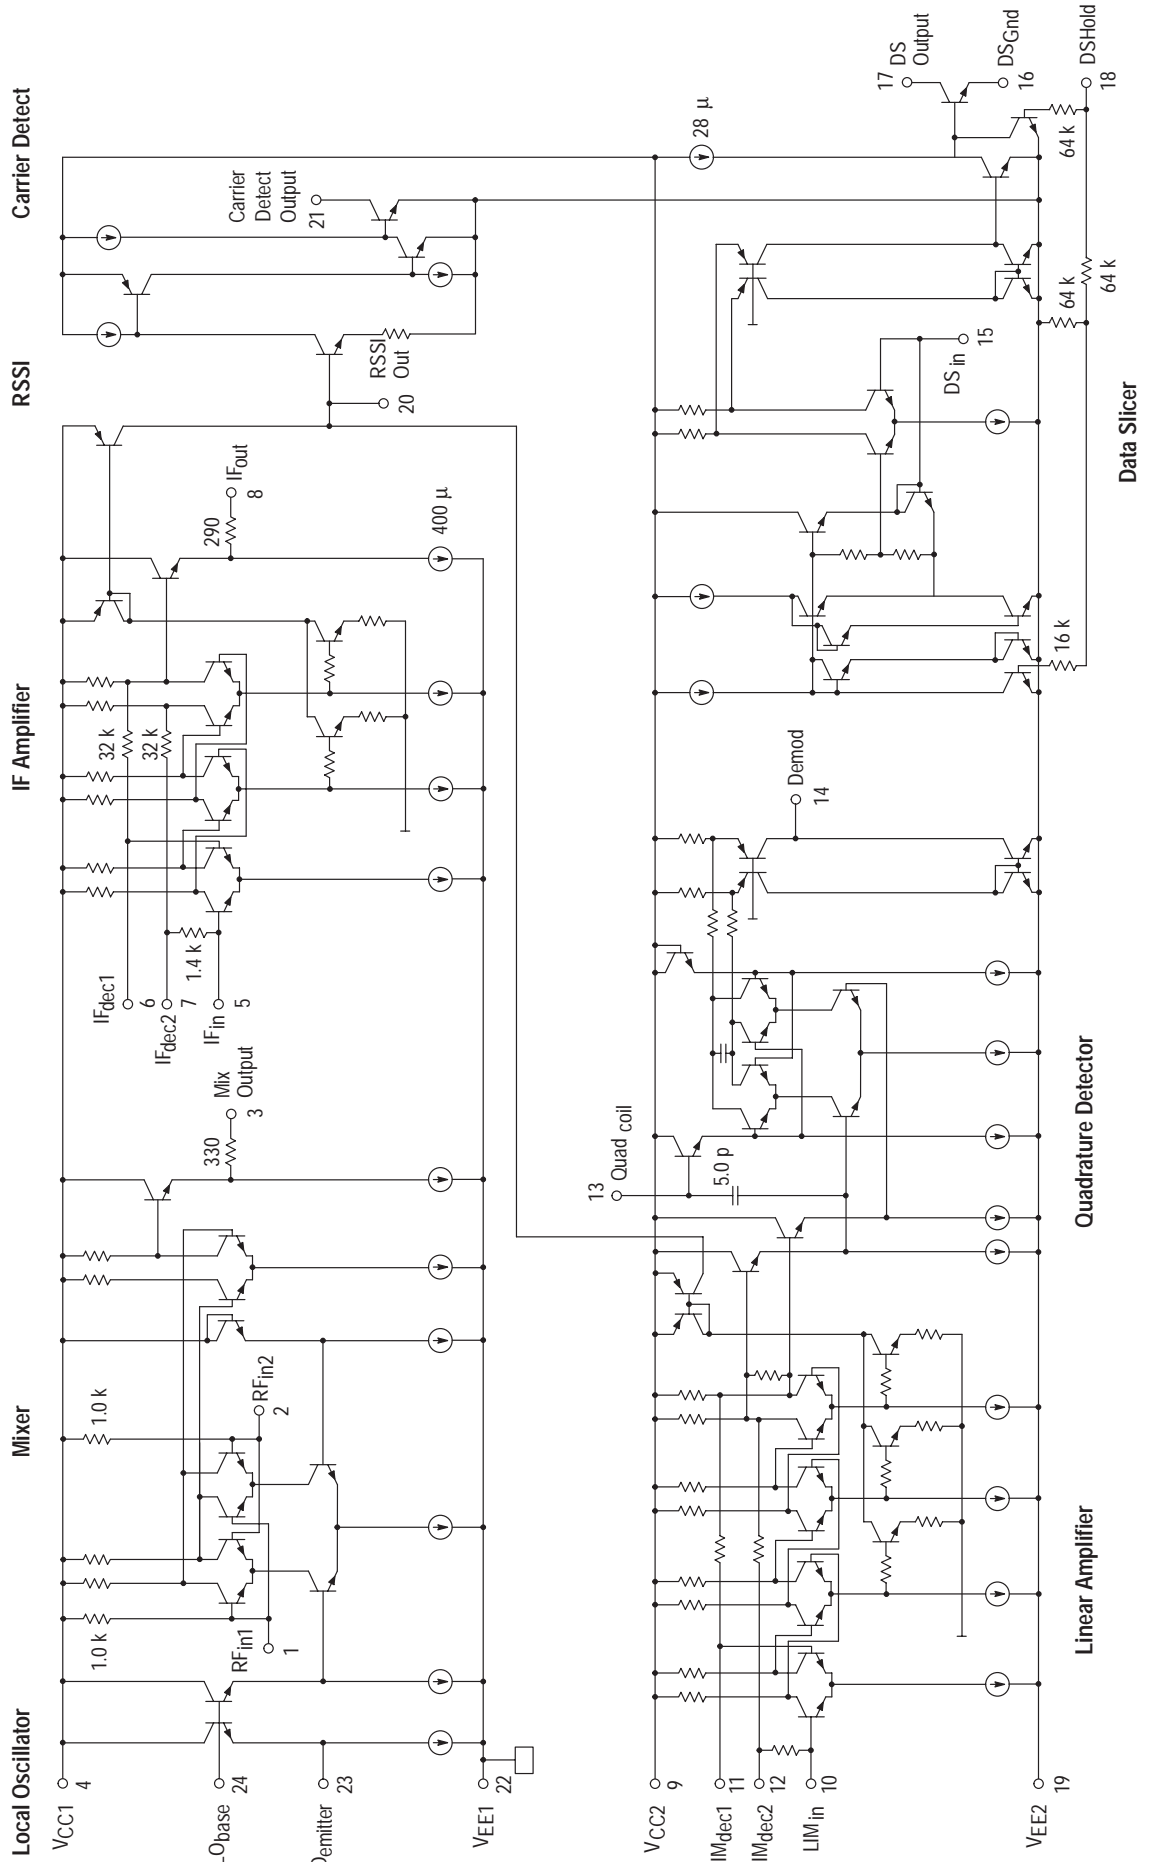 Local Oscillator
Mixer
IF Amplifier
RSSI
Carrier Detect
VCC1
4
1.0 k
1.0 k
LObase
24
RFin1
1
RFin2
2
Oemitter
23
VEE1
22
330
Mix
Output
3
IFdec1
6
IFdec2
7
IFin
5
1.4 k
32 k
32 k
290
IFout
8
400 µ
20
RSSI
Out
Carrier
Detect
Output
21
VCC2
9
IMdec1
11
IMdec2
12
LIMin
10
VEE2
19
13
Quad coil
5.0 p
Demod
14
16 k
DS in
15
28 µ
64 k
64 k
64 k
17
DS
Output
DSGnd
16
DSHold
18
Linear Amplifier
Quadrature Detector
Data Slicer